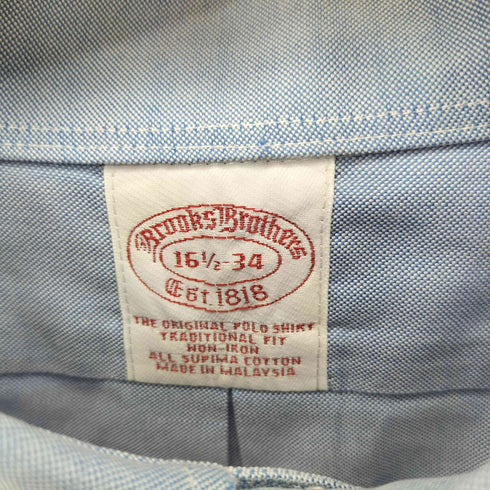 Brooks Brothers
16½-34
Est. 1818
THE ORIGINAL POLO SHIRT
TRADITIONAL FIT
NON-IRON
ALL SUPIMA COTTON
MADE IN MALAYSIA